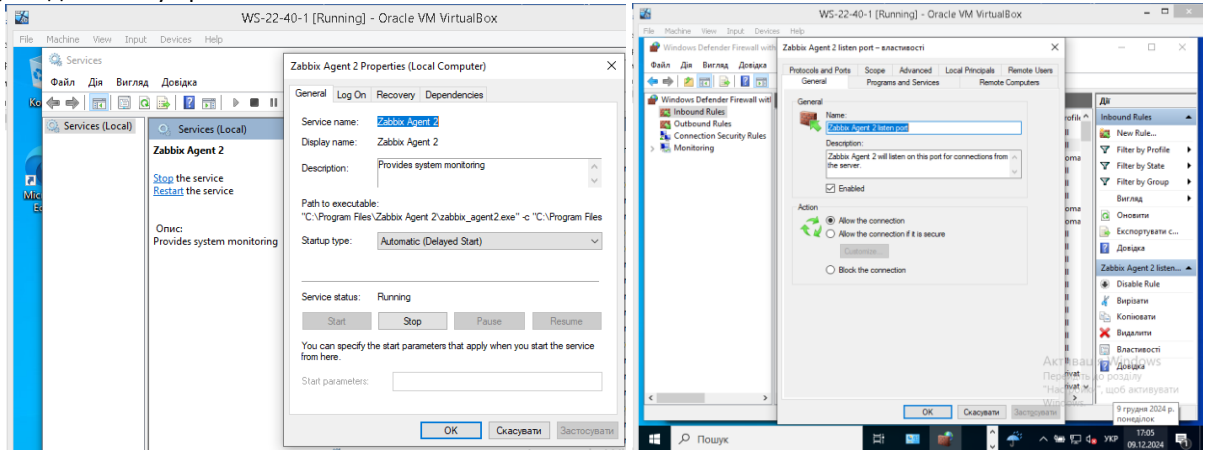 WS-22-40-1 [Running] - Oracle VM VirtualBox
File Machine View Input Devices Help
Services
Файл Дія Вигляд Довідка
Services (Local)
Services (Local)
Zabbix Agent 2
Stop the service
Restart the service
Опис:
Provides system monitoring
Zabbix Agent 2 Properties (Local Computer)
General Log On Recovery Dependencies
Service name: Zabbix Agent 2
Display name: Zabbix Agent 2
Description: Provides system monitoring
Path to executable:
"C:\Program Files\Zabbix Agent 2\zabbix_agent2.exe" -c "C:\Program Files
Startup type: Automatic (Delayed Start)
Service status: Running
Start Stop Pause Resume
You can specify the start parameters that apply when you start the service
from here.
Start parameters:
OK Скасувати Застосувати
WS-22-40-1 [Running] - Oracle VM VirtualBox
File Machine View Input Devices Help
Windows Defender Firewall with
Файл Дія Вигляд Довідка
Windows Defender Firewall witl
Inbound Rules
Outbound Rules
Connection Security Rules
Monitoring
Zabbix Agent 2 listen port – властивості
Protocols and Ports Scope Advanced Local Principals Remote Users
General Programs and Services Remote Computers
General
Name:
Zabbix Agent 2 listen port
Description:
Zabbix Agent 2 will listen on this port for connections from
the server.
Enabled
Action
Allow the connection
Allow the connection if it is secure
Customize...
Block the connection
OK Скасувати Застосувати
Дії
Inbound Rules
New Rule...
Filter by Profile
Filter by State
Filter by Group
Вигляд
Оновити
Експортувати с...
Довідка
Zabbix Agent 2 listen...
Disable Rule
Вирізати
Копіювати
Видалити
Властивості
Довідка
9 грудня 2024 р.
понеділок
Пошук
УКР
17:05
09.12.2024